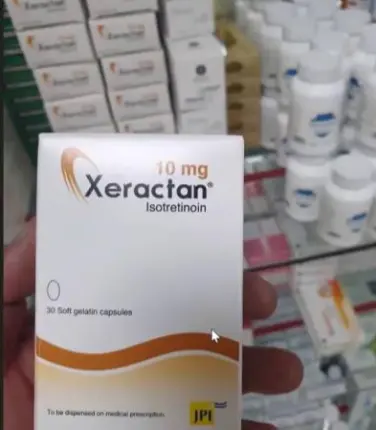 10 mg
Xeractan®
Isotretinoin
30 Soft gelatin capsules
To be dispensed on medical prescription
JPI